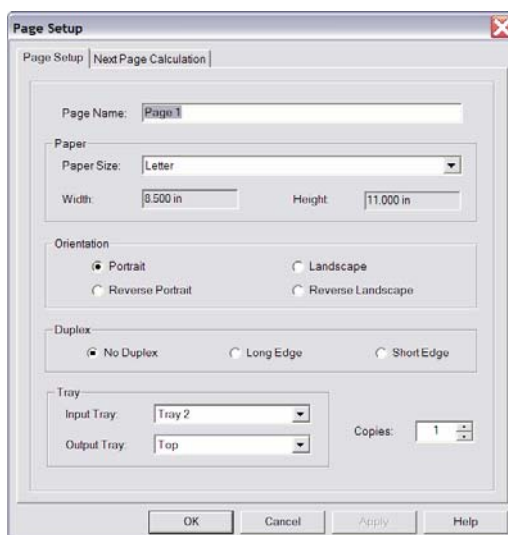 Page Setup
Page Setup Next Page Calculation
Page Name: Page 1
Paper
Paper Size: Letter
Width: 8.500 in Height: 11.000 in
Orientation
Portrait Landscape
Reverse Portrait Reverse Landscape
Duplex
No Duplex Long Edge Short Edge
Tray
Input Tray: Tray 2
Copies: 1
Output Tray: Top
OK Cancel Apply Help